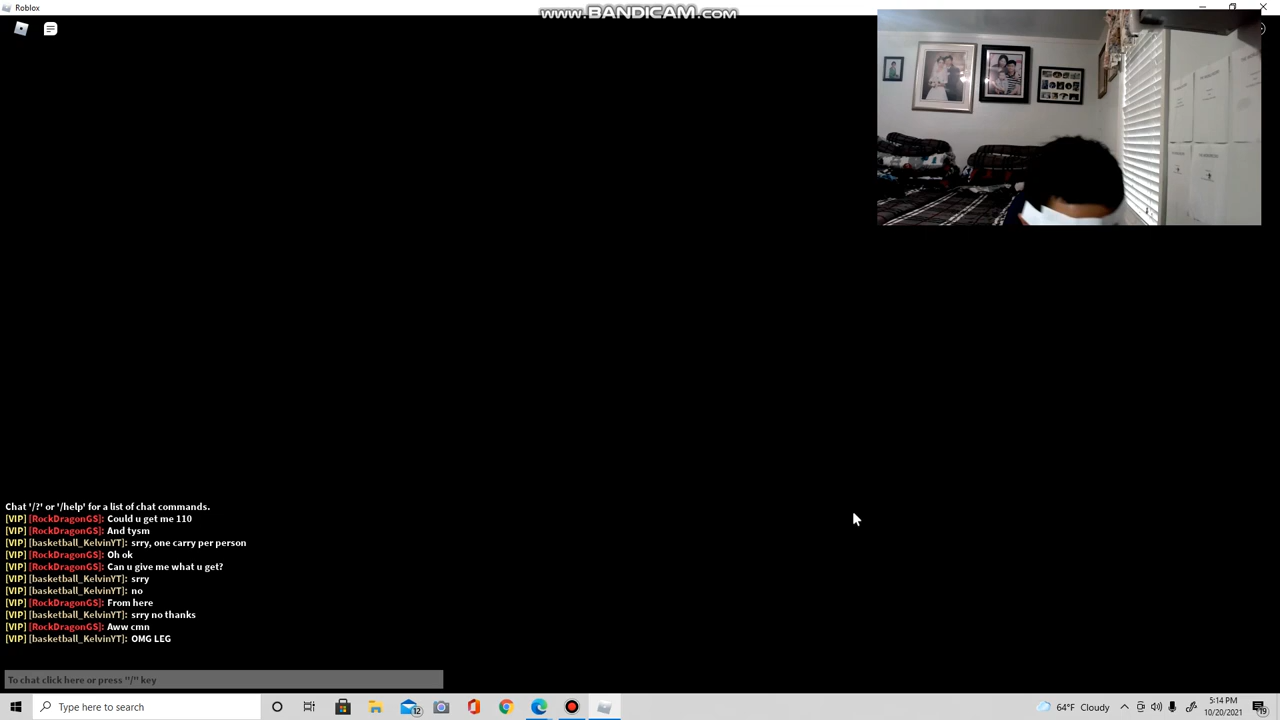 Roblox
www.BANDICAM.com
Chat '/?' or '/help' for a list of chat commands.
[VIP] [RockDragonGS]: Could u get me 110
[VIP] [RockDragonGS]: And tysm
[VIP] [basketball_KelvinYT]: srry, one carry per person
[VIP] [RockDragonGS]: Oh ok
[VIP] [RockDragonGS]: Can u give me what u get?
[VIP] [basketball_KelvinYT]: srry
[VIP] [basketball_KelvinYT]: no
[VIP] [RockDragonGS]: From here
[VIP] [basketball_KelvinYT]: srry no thanks
[VIP] [RockDragonGS]: Aww cmn
[VIP] [basketball_KelvinYT]: OMG LEG
To chat click here or press "/" key
Type here to search
12
64°F Cloudy
5:14 PM
10/20/2021
19